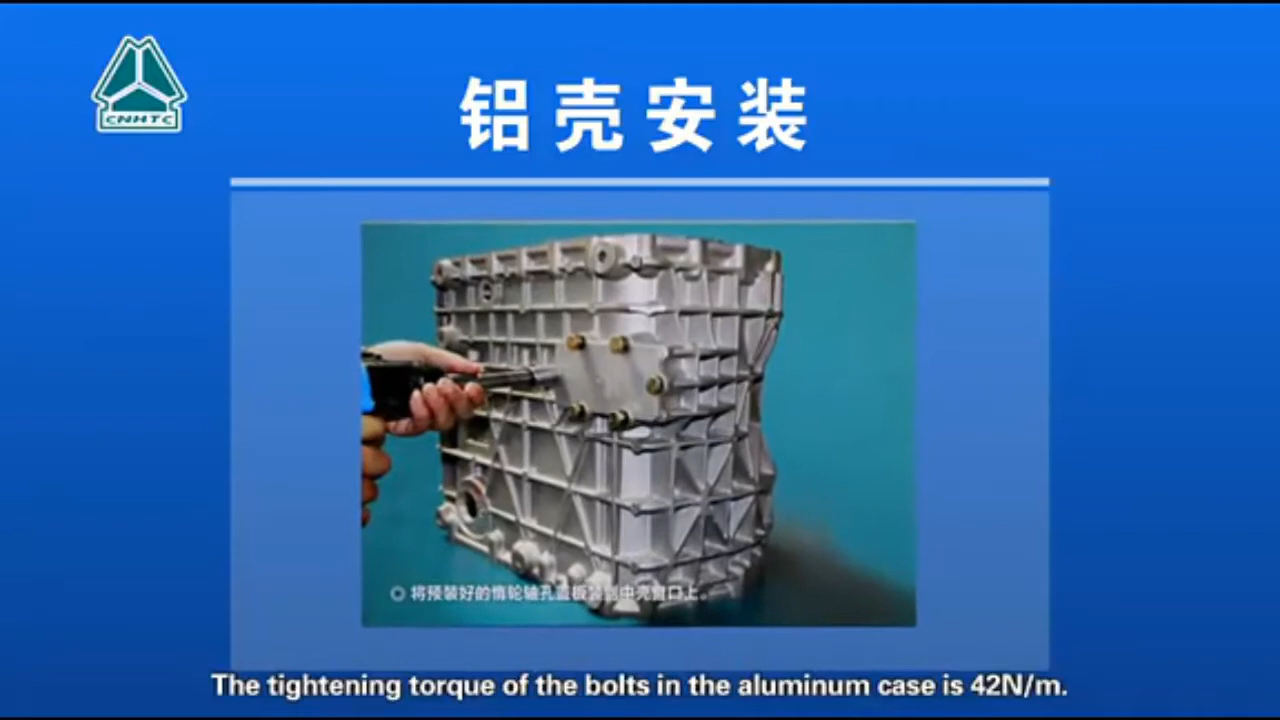 CNHTC
铝壳安装
将预装好的惰轮轴孔盖板装到中壳窗口上。
The tightening torque of the bolts in the aluminum case is 42N/m.